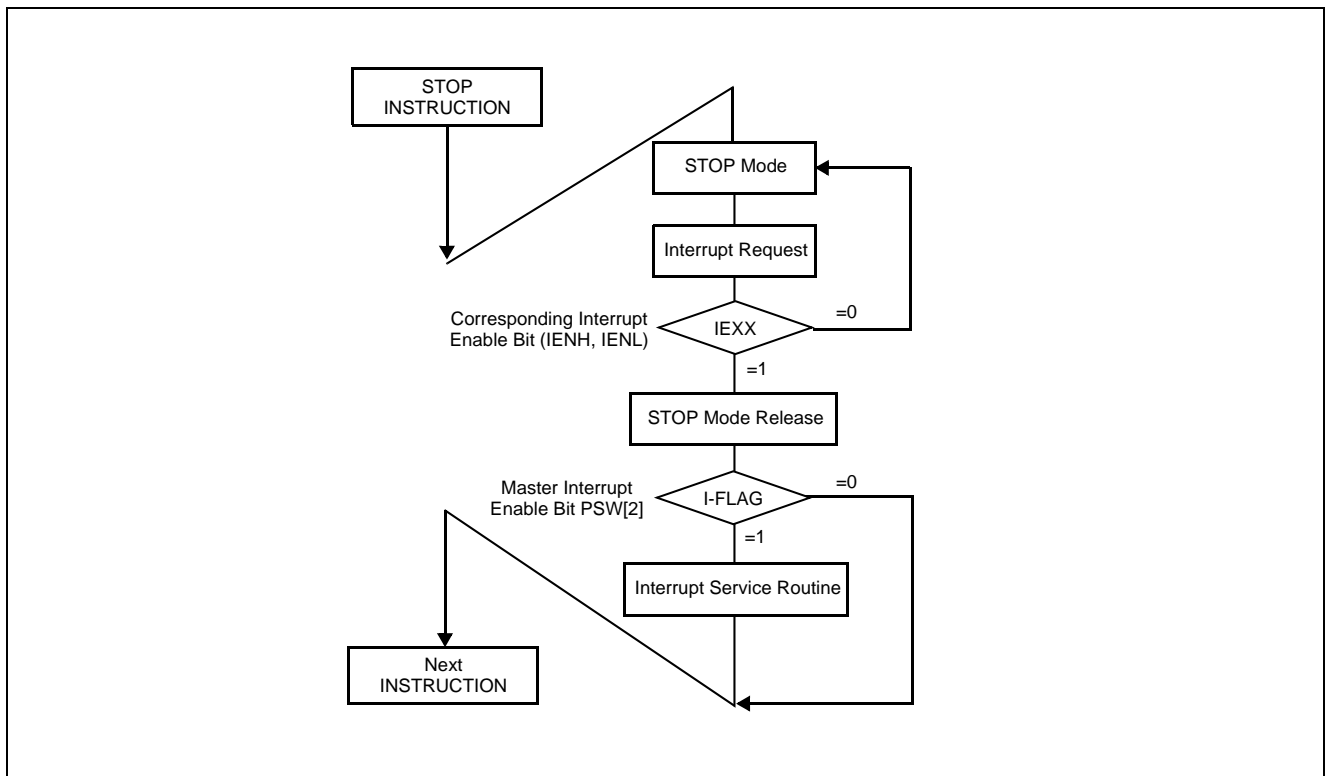 STOP
INSTRUCTION
STOP Mode
Interrupt Request
Corresponding Interrupt
Enable Bit (IENH, IENL)
IEXX
=0
=1
STOP Mode Release
Master Interrupt
Enable Bit PSW[2]
I-FLAG
=0
=1
Interrupt Service Routine
Next
INSTRUCTION